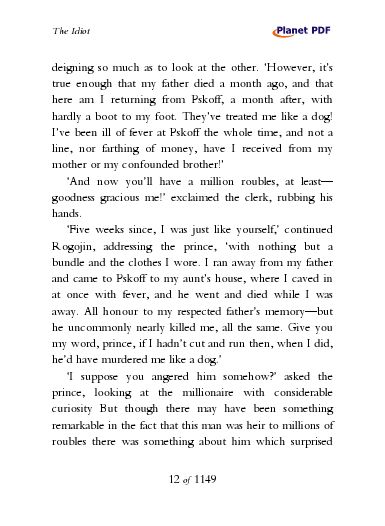 The Idiot
Planet PDF
deigning so much as to look at the other. ‘However, it’s
true enough that my father died a month ago, and that
here am I returning from Pskoff, a month after, with
hardly a boot to my foot. They’ve treated me like a dog!
I’ve been ill of fever at Pskoff the whole time, and not a
line, nor farthing of money, have I received from my
mother or my confounded brother!’
‘And now you’ll have a million roubles, at least—
goodness gracious me!’ exclaimed the clerk, rubbing his
hands.
‘Five weeks since, I was just like yourself,’ continued
Rogojin, addressing the prince, ‘with nothing but a
bundle and the clothes I wore. I ran away from my father
and came to Pskoff to my aunt’s house, where I caved in
at once with fever, and he went and died while I was
away. All honour to my respected father’s memory—but
he uncommonly nearly killed me, all the same. Give you
my word, prince, if I hadn’t cut and run then, when I did,
he’d have murdered me like a dog.’
‘I suppose you angered him somehow?’ asked the
prince, looking at the millionaire with considerable
curiosity But though there may have been something
remarkable in the fact that this man was heir to millions of
roubles there was something about him which surprised
12 of 1149